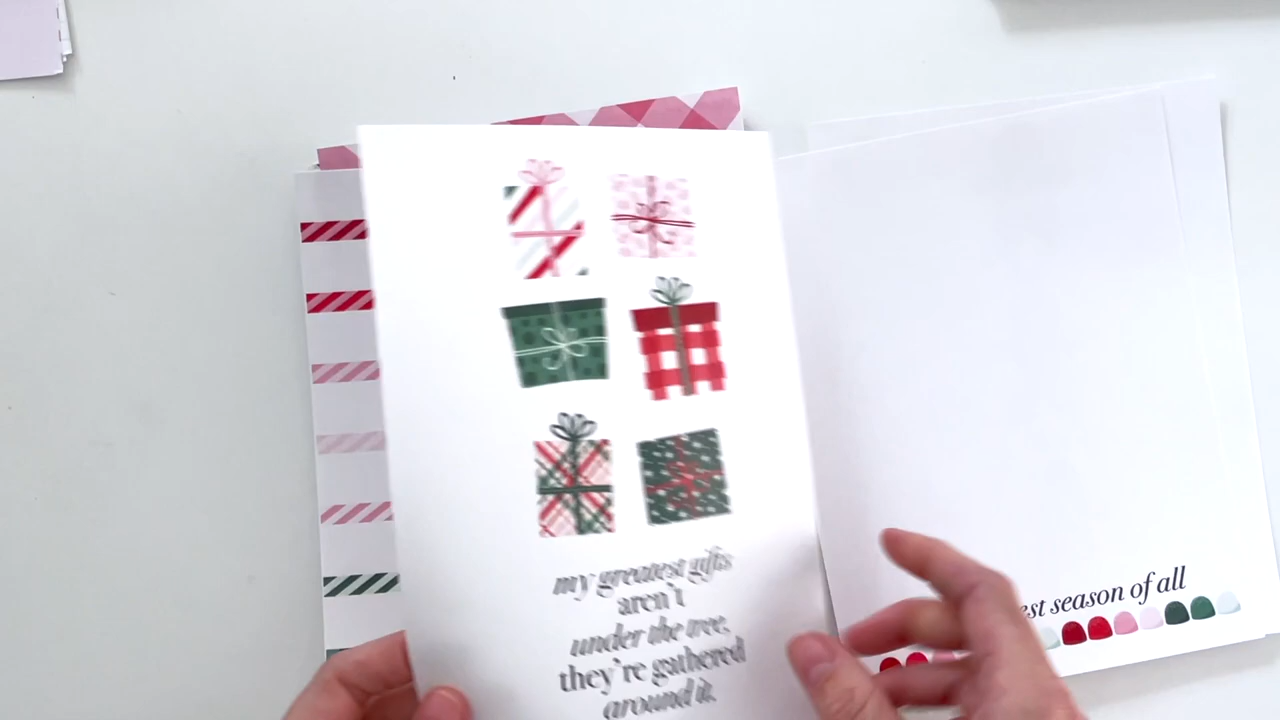 my greatest gifts
aren't
under the tree,
they're gathered
around it.
est season of all